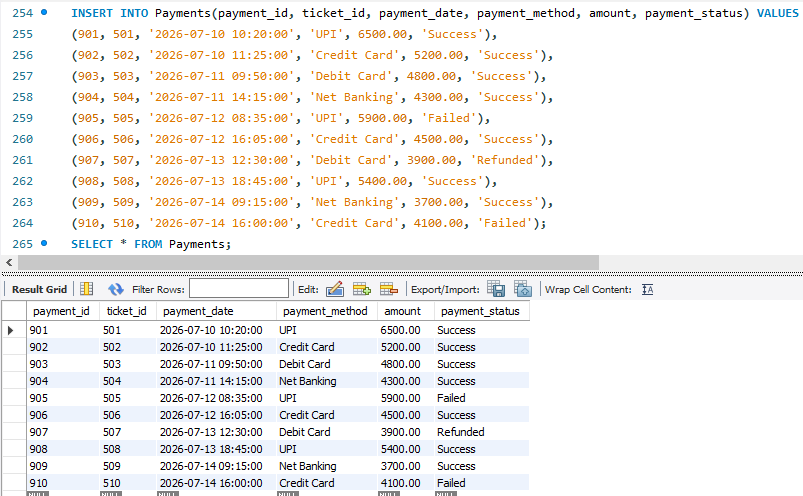 254 INSERT INTO Payments(payment_id, ticket_id, payment_date, payment_method, amount, payment_status) VALUES
255 (901, 501, '2026-07-10 10:20:00', 'UPI', 6500.00, 'Success'),
256 (902, 502, '2026-07-10 11:25:00', 'Credit Card', 5200.00, 'Success'),
257 (903, 503, '2026-07-11 09:50:00', 'Debit Card', 4800.00, 'Success'),
258 (904, 504, '2026-07-11 14:15:00', 'Net Banking', 4300.00, 'Success'),
259 (905, 505, '2026-07-12 08:35:00', 'UPI', 5900.00, 'Failed'),
260 (906, 506, '2026-07-12 16:05:00', 'Credit Card', 4500.00, 'Success'),
261 (907, 507, '2026-07-13 12:30:00', 'Debit Card', 3900.00, 'Refunded'),
262 (908, 508, '2026-07-13 18:45:00', 'UPI', 5400.00, 'Success'),
263 (909, 509, '2026-07-14 09:15:00', 'Net Banking', 3700.00, 'Success'),
264 (910, 510, '2026-07-14 16:00:00', 'Credit Card', 4100.00, 'Failed');
265 SELECT * FROM Payments;
Result Grid Filter Rows: Edit: Export/Import: Wrap Cell Content:
payment_id ticket_id payment_date payment_method amount payment_status
901 501 2026-07-10 10:20:00 UPI 6500.00 Success
902 502 2026-07-10 11:25:00 Credit Card 5200.00 Success
903 503 2026-07-11 09:50:00 Debit Card 4800.00 Success
904 504 2026-07-11 14:15:00 Net Banking 4300.00 Success
905 505 2026-07-12 08:35:00 UPI 5900.00 Failed
906 506 2026-07-12 16:05:00 Credit Card 4500.00 Success
907 507 2026-07-13 12:30:00 Debit Card 3900.00 Refunded
908 508 2026-07-13 18:45:00 UPI 5400.00 Success
909 509 2026-07-14 09:15:00 Net Banking 3700.00 Success
910 510 2026-07-14 16:00:00 Credit Card 4100.00 Failed